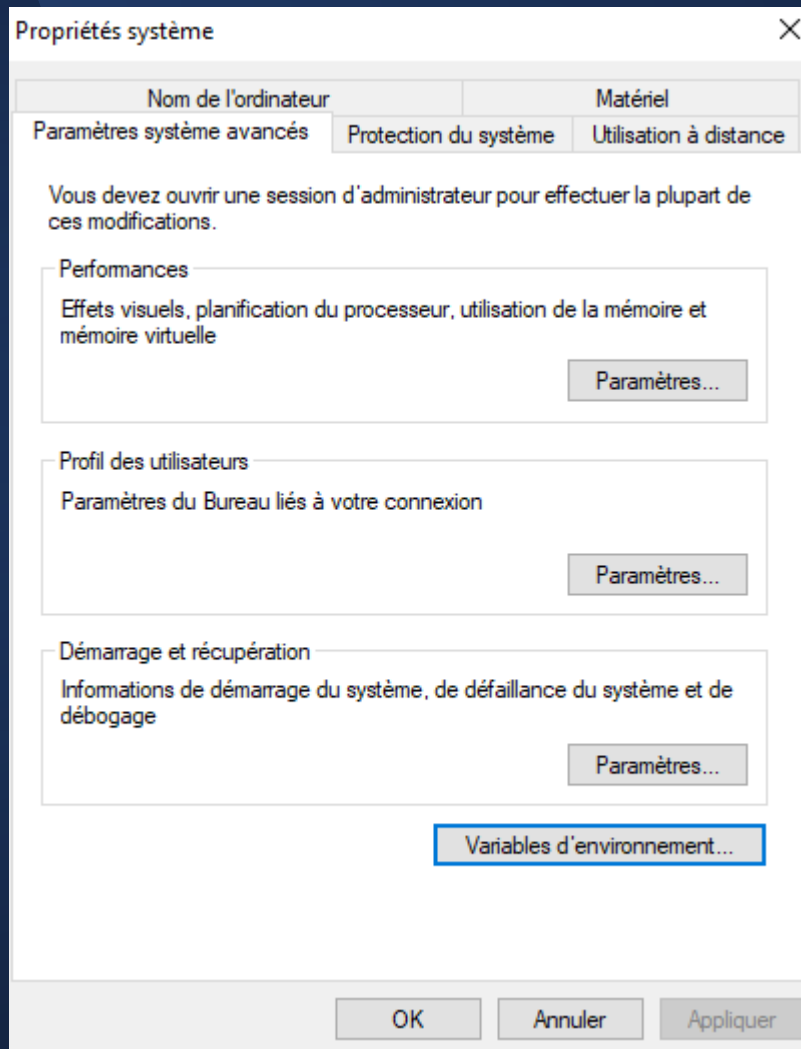 Propriétés système
Nom de l'ordinateur
Matériel
Paramètres système avancés
Protection du système
Utilisation à distance
Vous devez ouvrir une session d'administrateur pour effectuer la plupart de
ces modifications.
Performances
Effets visuels, planification du processeur, utilisation de la mémoire et
mémoire virtuelle
Paramètres...
Profil des utilisateurs
Paramètres du Bureau liés à votre connexion
Paramètres...
Démarrage et récupération
Informations de démarrage du système, de défaillance du système et de
débogage
Paramètres...
Variables d'environnement...
OK
Annuler
Appliquer